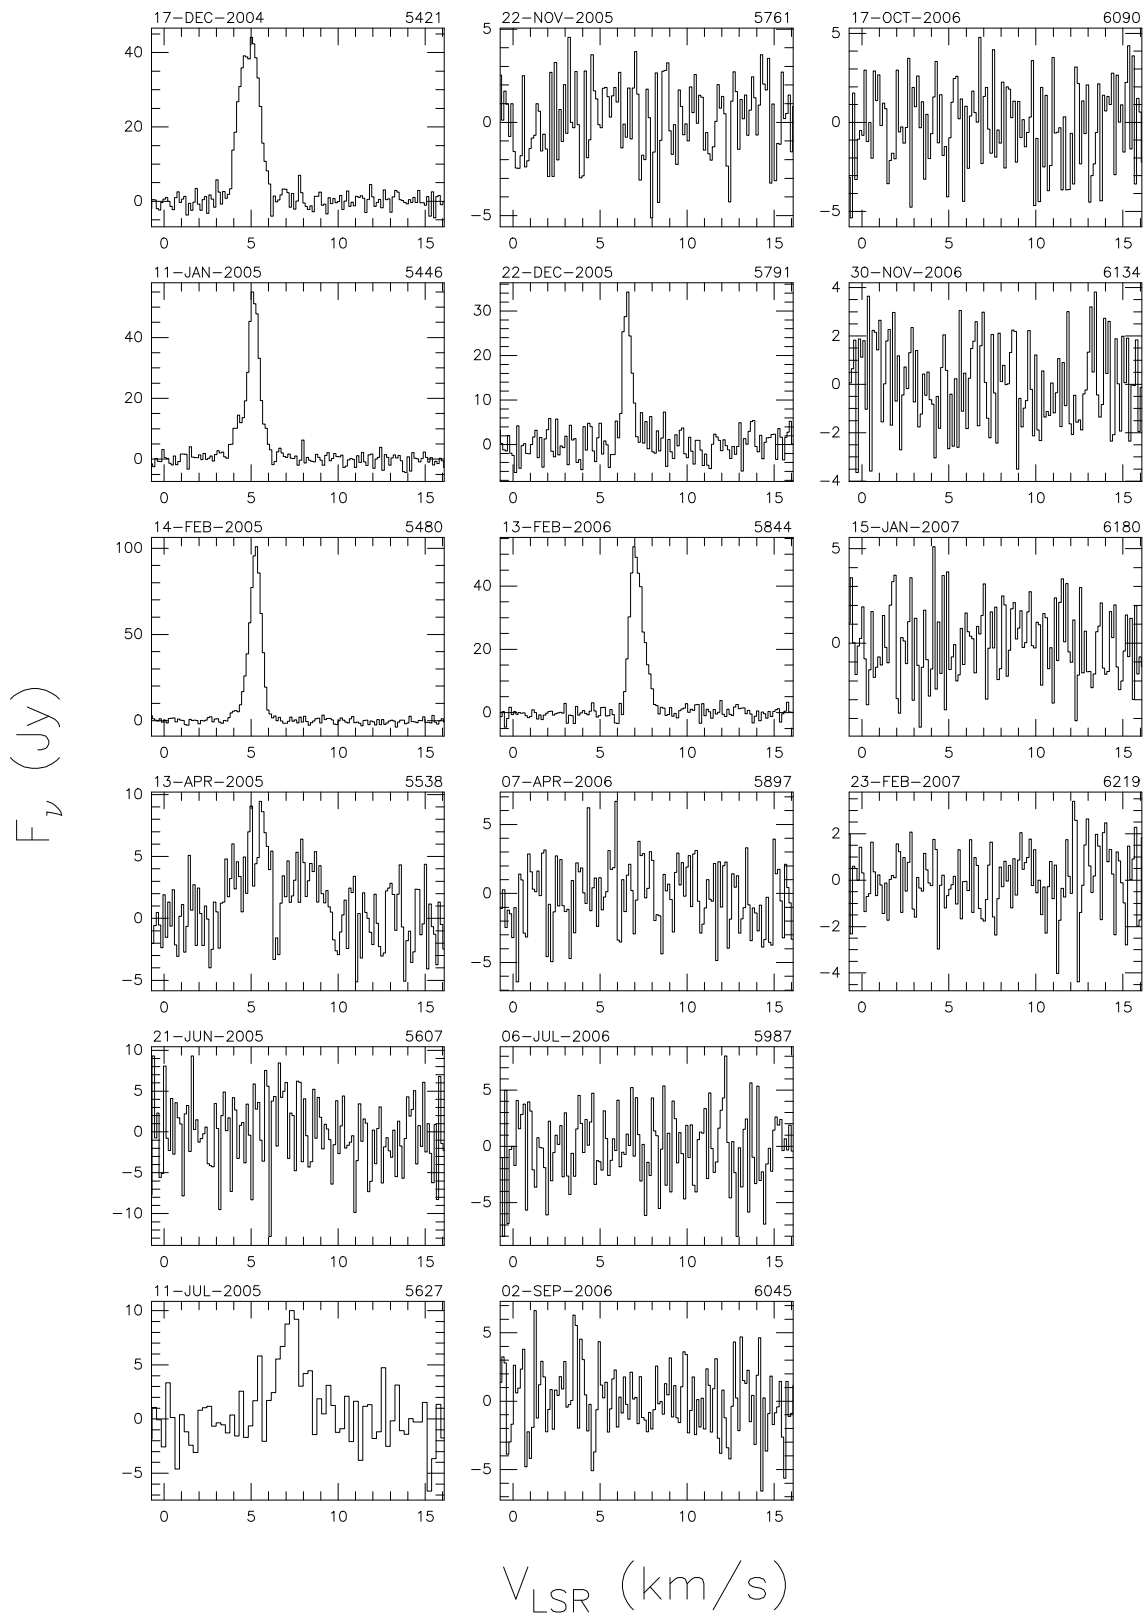 17-DEC-2004 5421
40
20
0
0 5 10 15
11-JAN-2005 5446
40
20
0
0 5 10 15
14-FEB-2005 5480
100
50
0
0 5 10 15
13-APR-2005 5538
10
5
0
-5
0 5 10 15
21-JUN-2005 5607
10
5
0
-5
-10
0 5 10 15
11-JUL-2005 5627
10
5
0
-5
0 5 10 15
22-NOV-2005 5761
5
0
-5
0 5 10 15
22-DEC-2005 5791
30
20
10
0
0 5 10 15
13-FEB-2006 5844
40
20
0
0 5 10 15
07-APR-2006 5897
5
0
-5
0 5 10 15
06-JUL-2006 5987
5
0
-5
0 5 10 15
02-SEP-2006 6045
5
0
-5
0 5 10 15
17-OCT-2006 6090
5
0
-5
0 5 10 15
30-NOV-2006 6134
4
2
0
-2
-4
0 5 10 15
15-JAN-2007 6180
5
0
0 5 10 15
23-FEB-2007 6219
2
0
-2
-4
0 5 10 15
Fν (Jy)
VLSR (km/s)